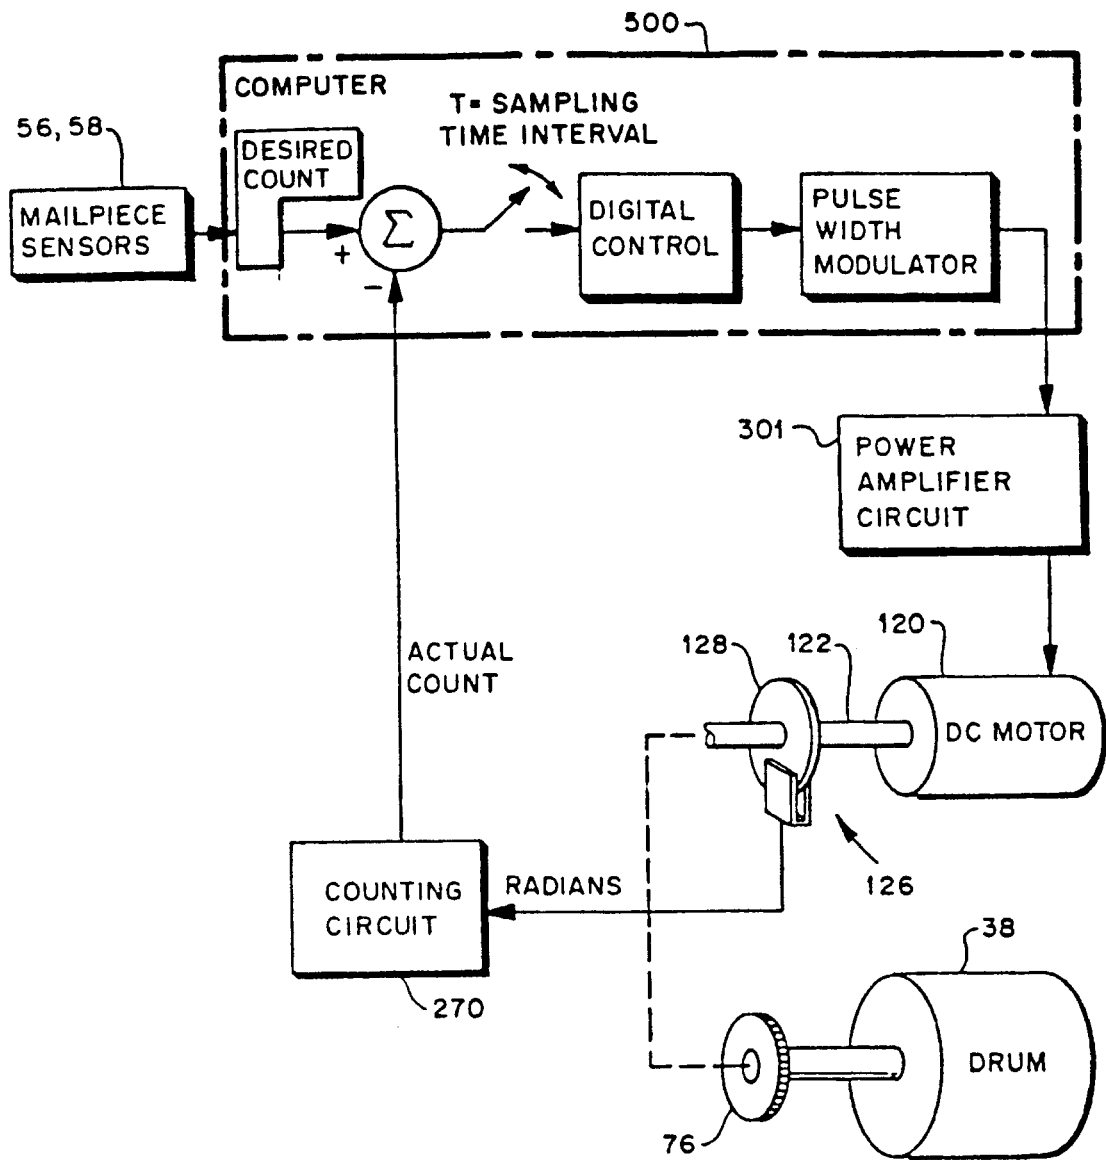 500
COMPUTER
T= SAMPLING
TIME INTERVAL
56, 58
DESIRED
COUNT
MAILPIECE
SENSORS
+
Σ
-
DIGITAL
CONTROL
PULSE
WIDTH
MODULATOR
301
POWER
AMPLIFIER
CIRCUIT
ACTUAL
COUNT
128
122
120
DC MOTOR
126
RADIANS
COUNTING
CIRCUIT
270
38
DRUM
76